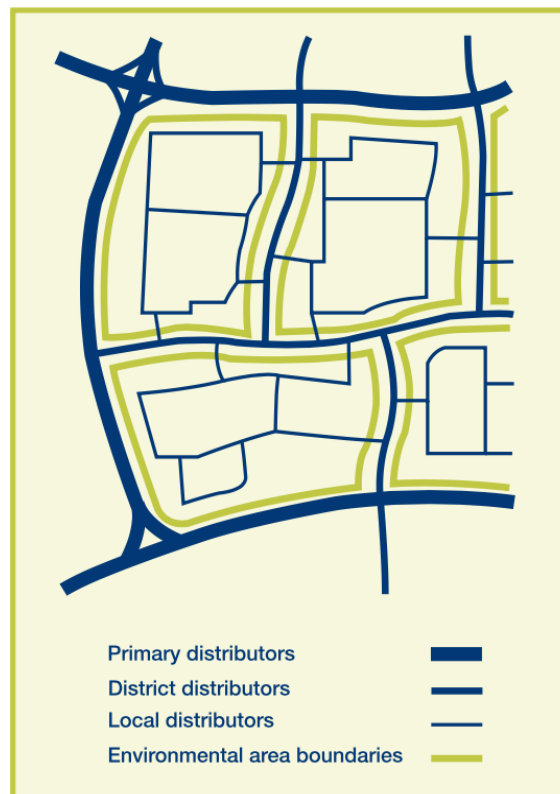 Primary distributors
District distributors
Local distributors
Environmental area boundaries